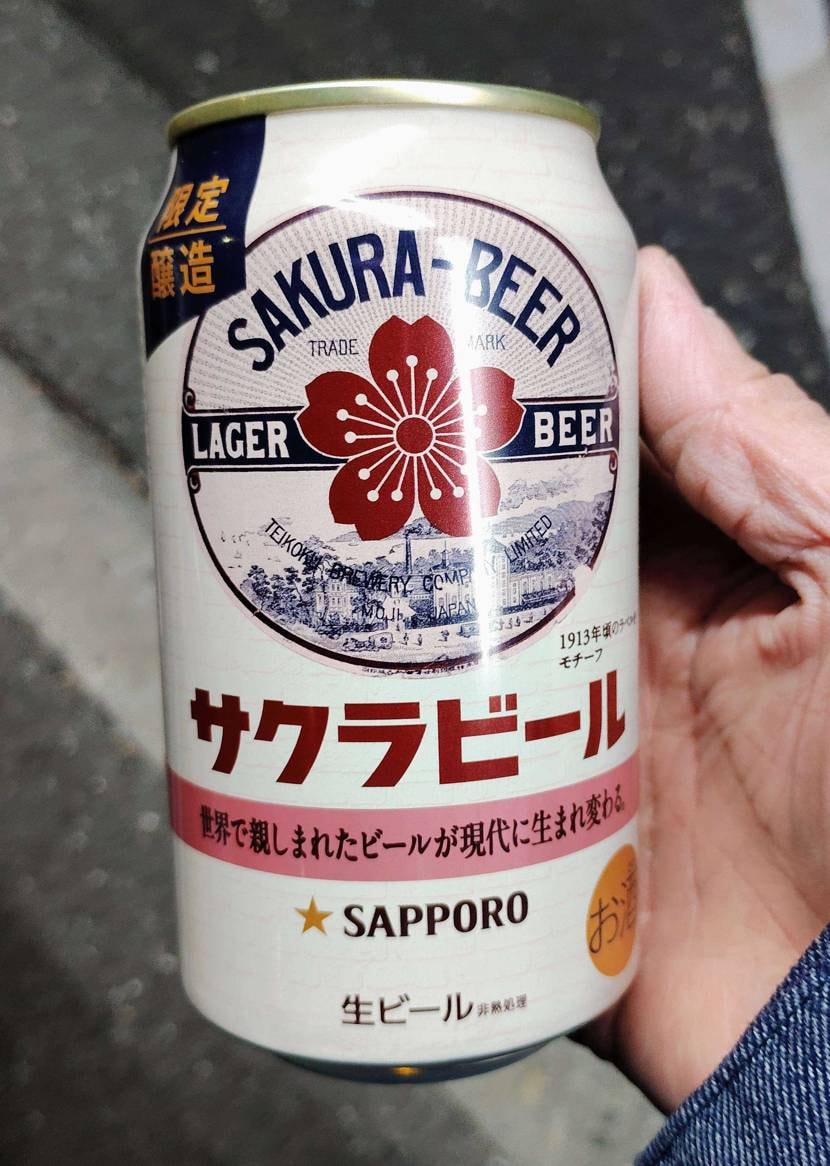 限定
醸造
SAKURA-BEER
TRADE MARK
LAGER BEER
TEIKOKU BREWERY COMPANY LIMITED
MOJI, JAPAN
1913年頃のラベルを
モチーフ
サクラビール
世界で親しまれたビールが現代に生まれ変わる。
SAPPORO
お酒
生ビール 非熱処理